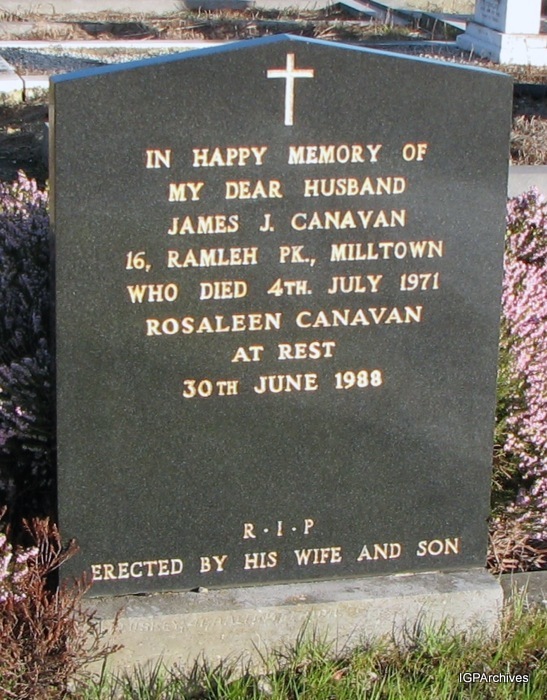 IN HAPPY MEMORY OF
MY DEAR HUSBAND
JAMES J. CANAVAN
16, RAMLEH PK., MILLTOWN
WHO DIED 4TH. JULY 1971
ROSALEEN CANAVAN
AT REST
30TH JUNE 1988
R · I · P
ERECTED BY HIS WIFE AND SON
IGPArchives